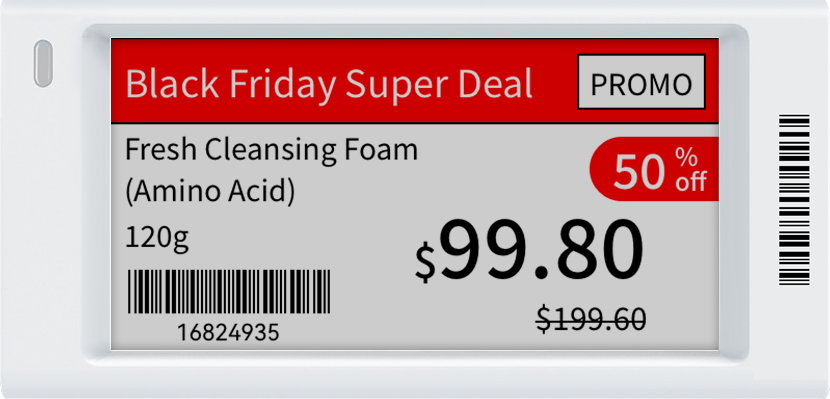 Black Friday Super Deal
PROMO
Fresh Cleansing Foam
(Amino Acid)
50 % off
120g
$99.80
16824935
$199.60